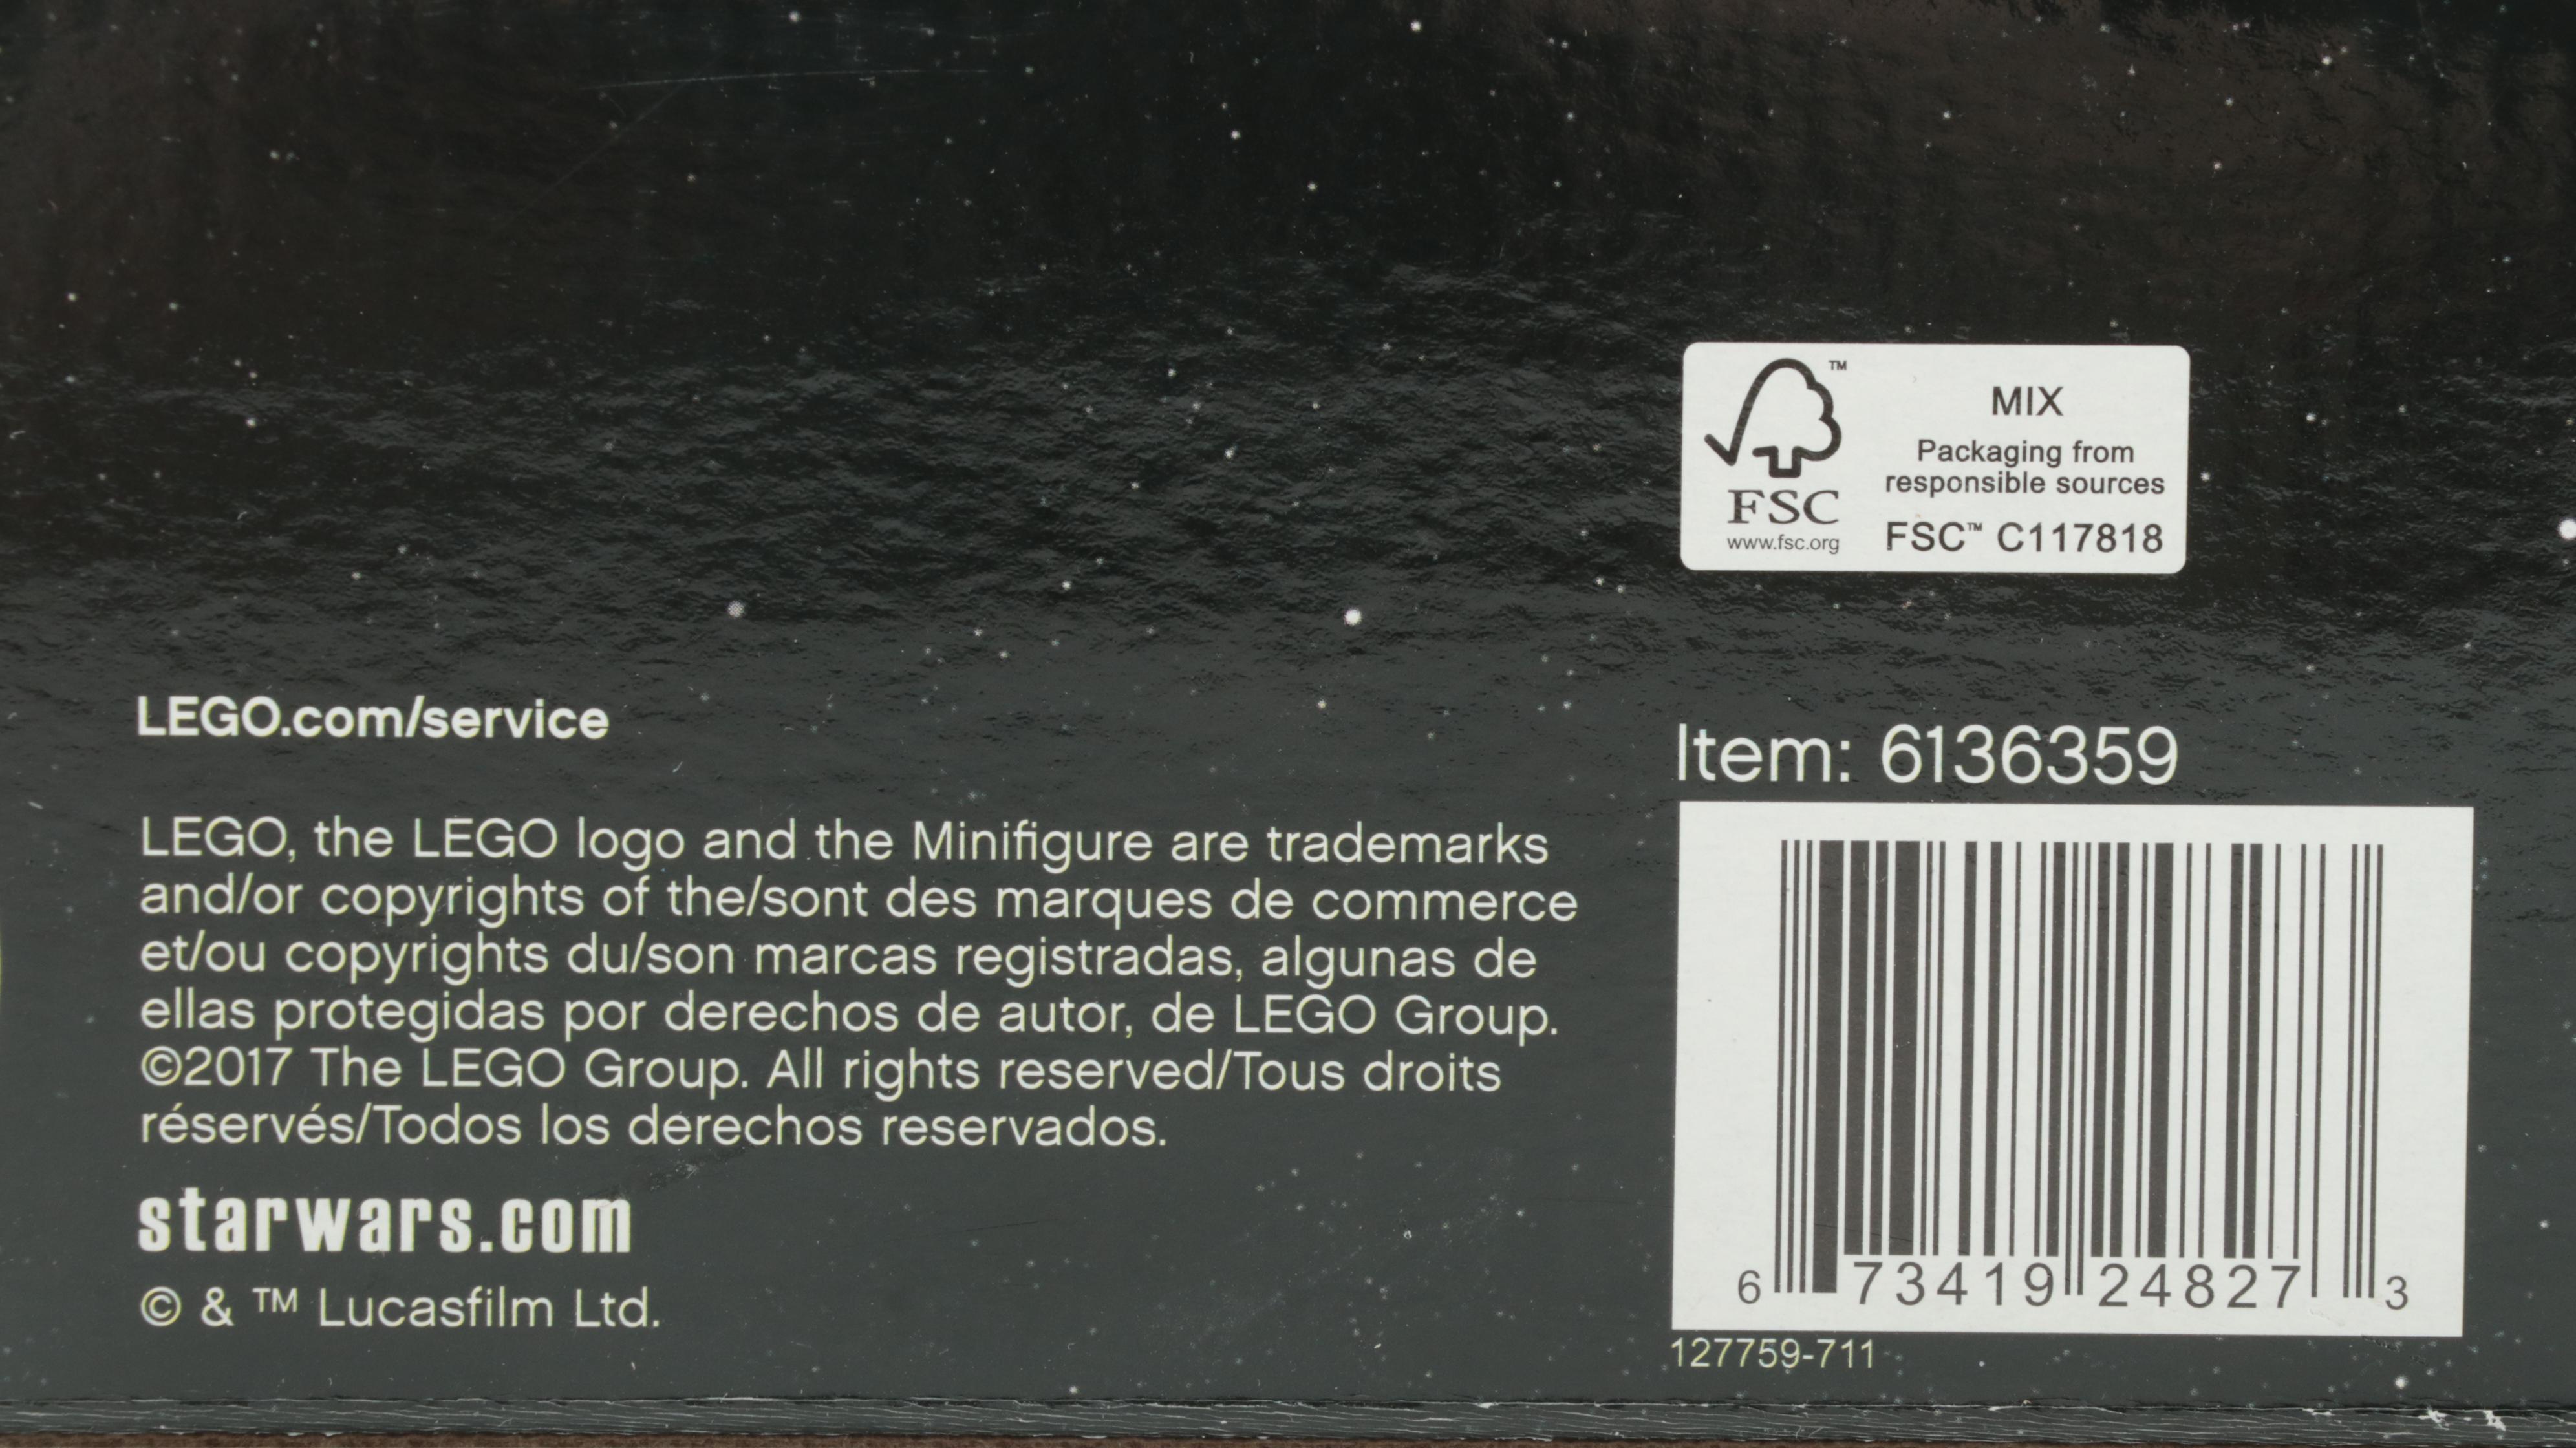 ™
MIX
Packaging from
responsible sources
FSC
www.fsc.org
FSC™ C117818
LEGO.com/service
LEGO, the LEGO logo and the Minifigure are trademarks
and/or copyrights of the/sont des marques de commerce
et/ou copyrights du/son marcas registradas, algunas de
ellas protegidas por derechos de autor, de LEGO Group.
©2017 The LEGO Group. All rights reserved/Tous droits
réservés/Todos los derechos reservados.
starwars.com
© & ™ Lucasfilm Ltd.
Item: 6136359
6 73419 24827 3
127759-711